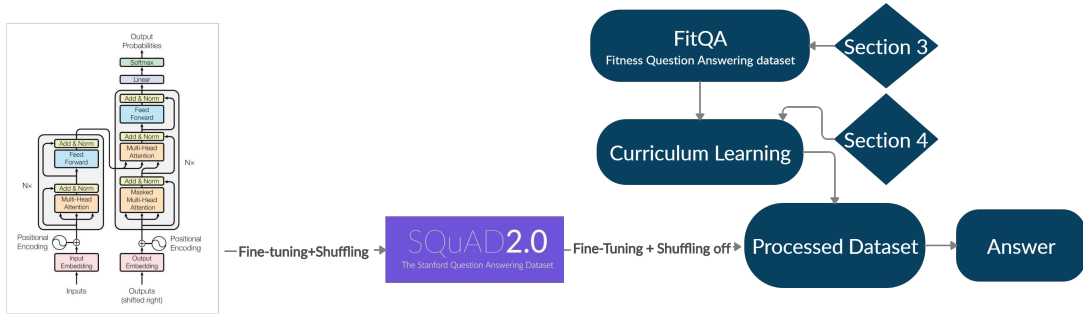 Output
Probabilities
Softmax
Linear
Add & Norm
Feed
Forward
Add & Norm
Multi-Head
Attention
Add & Norm
Masked
Multi-Head
Attention
Nx
Add & Norm
Feed
Forward
Nx
Add & Norm
Multi-Head
Attention
Positional
Encoding
Positional
Encoding
Input
Embedding
Output
Embedding
Inputs
Outputs
(shifted right)
Fine-tuning+Shuffling
SQuAD2.0
The Stanford Question Answering Dataset
Fine-Tuning + Shuffling off
FitQA
Fitness Question Answering dataset
Section 3
Curriculum Learning
Section 4
Processed Dataset
Answer